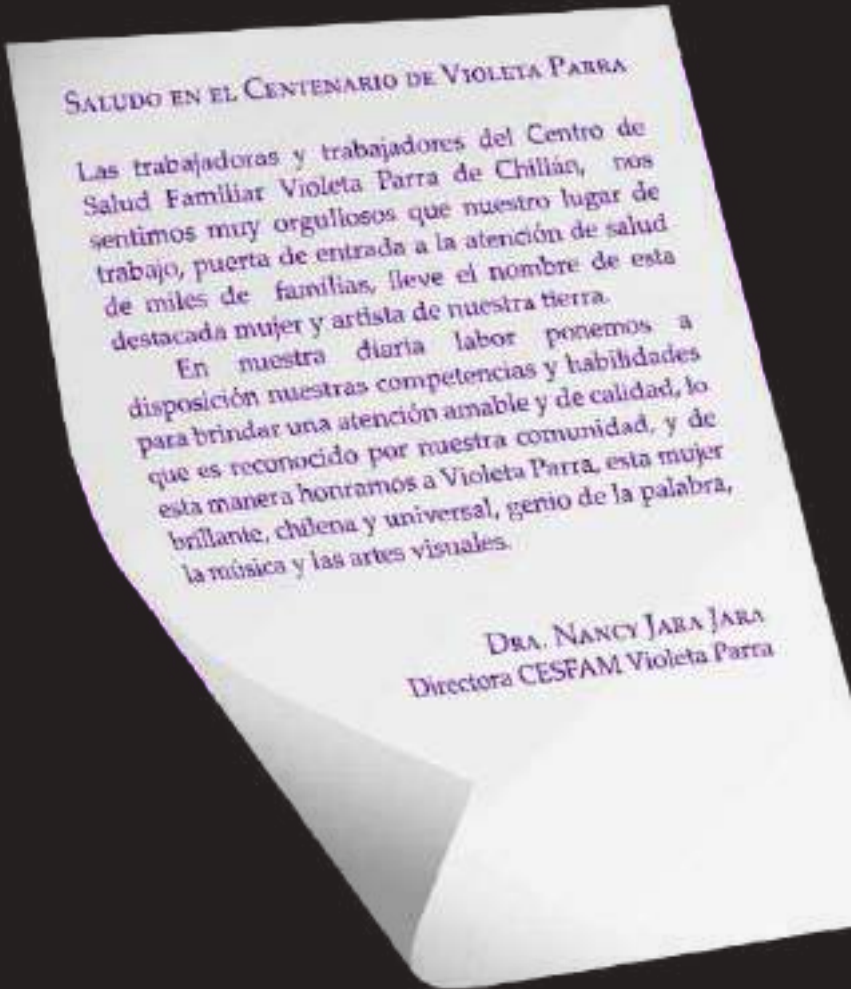 SALUDO EN EL CENTENARIO DE VIOLETA PARRA
Las trabajadoras y trabajadores del Centro de
Salud Familiar Violeta Parra de Chillán, nos
sentimos muy orgullosos que nuestro lugar de
trabajo, puerta de entrada a la atención de salud
de miles de familias, lleve el nombre de esta
destacada mujer y artista de nuestra tierra.
En nuestra diaria labor ponemos a
disposición nuestras competencias y habilidades
para brindar una atención amable y de calidad, lo
que es reconocido por nuestra comunidad, y de
esta manera honramos a Violeta Parra, esta mujer
brillante, chilena y universal, genio de la palabra,
la música y las artes visuales.
DRA. NANCY JARA JARA
Directora CESFAM Violeta Parra